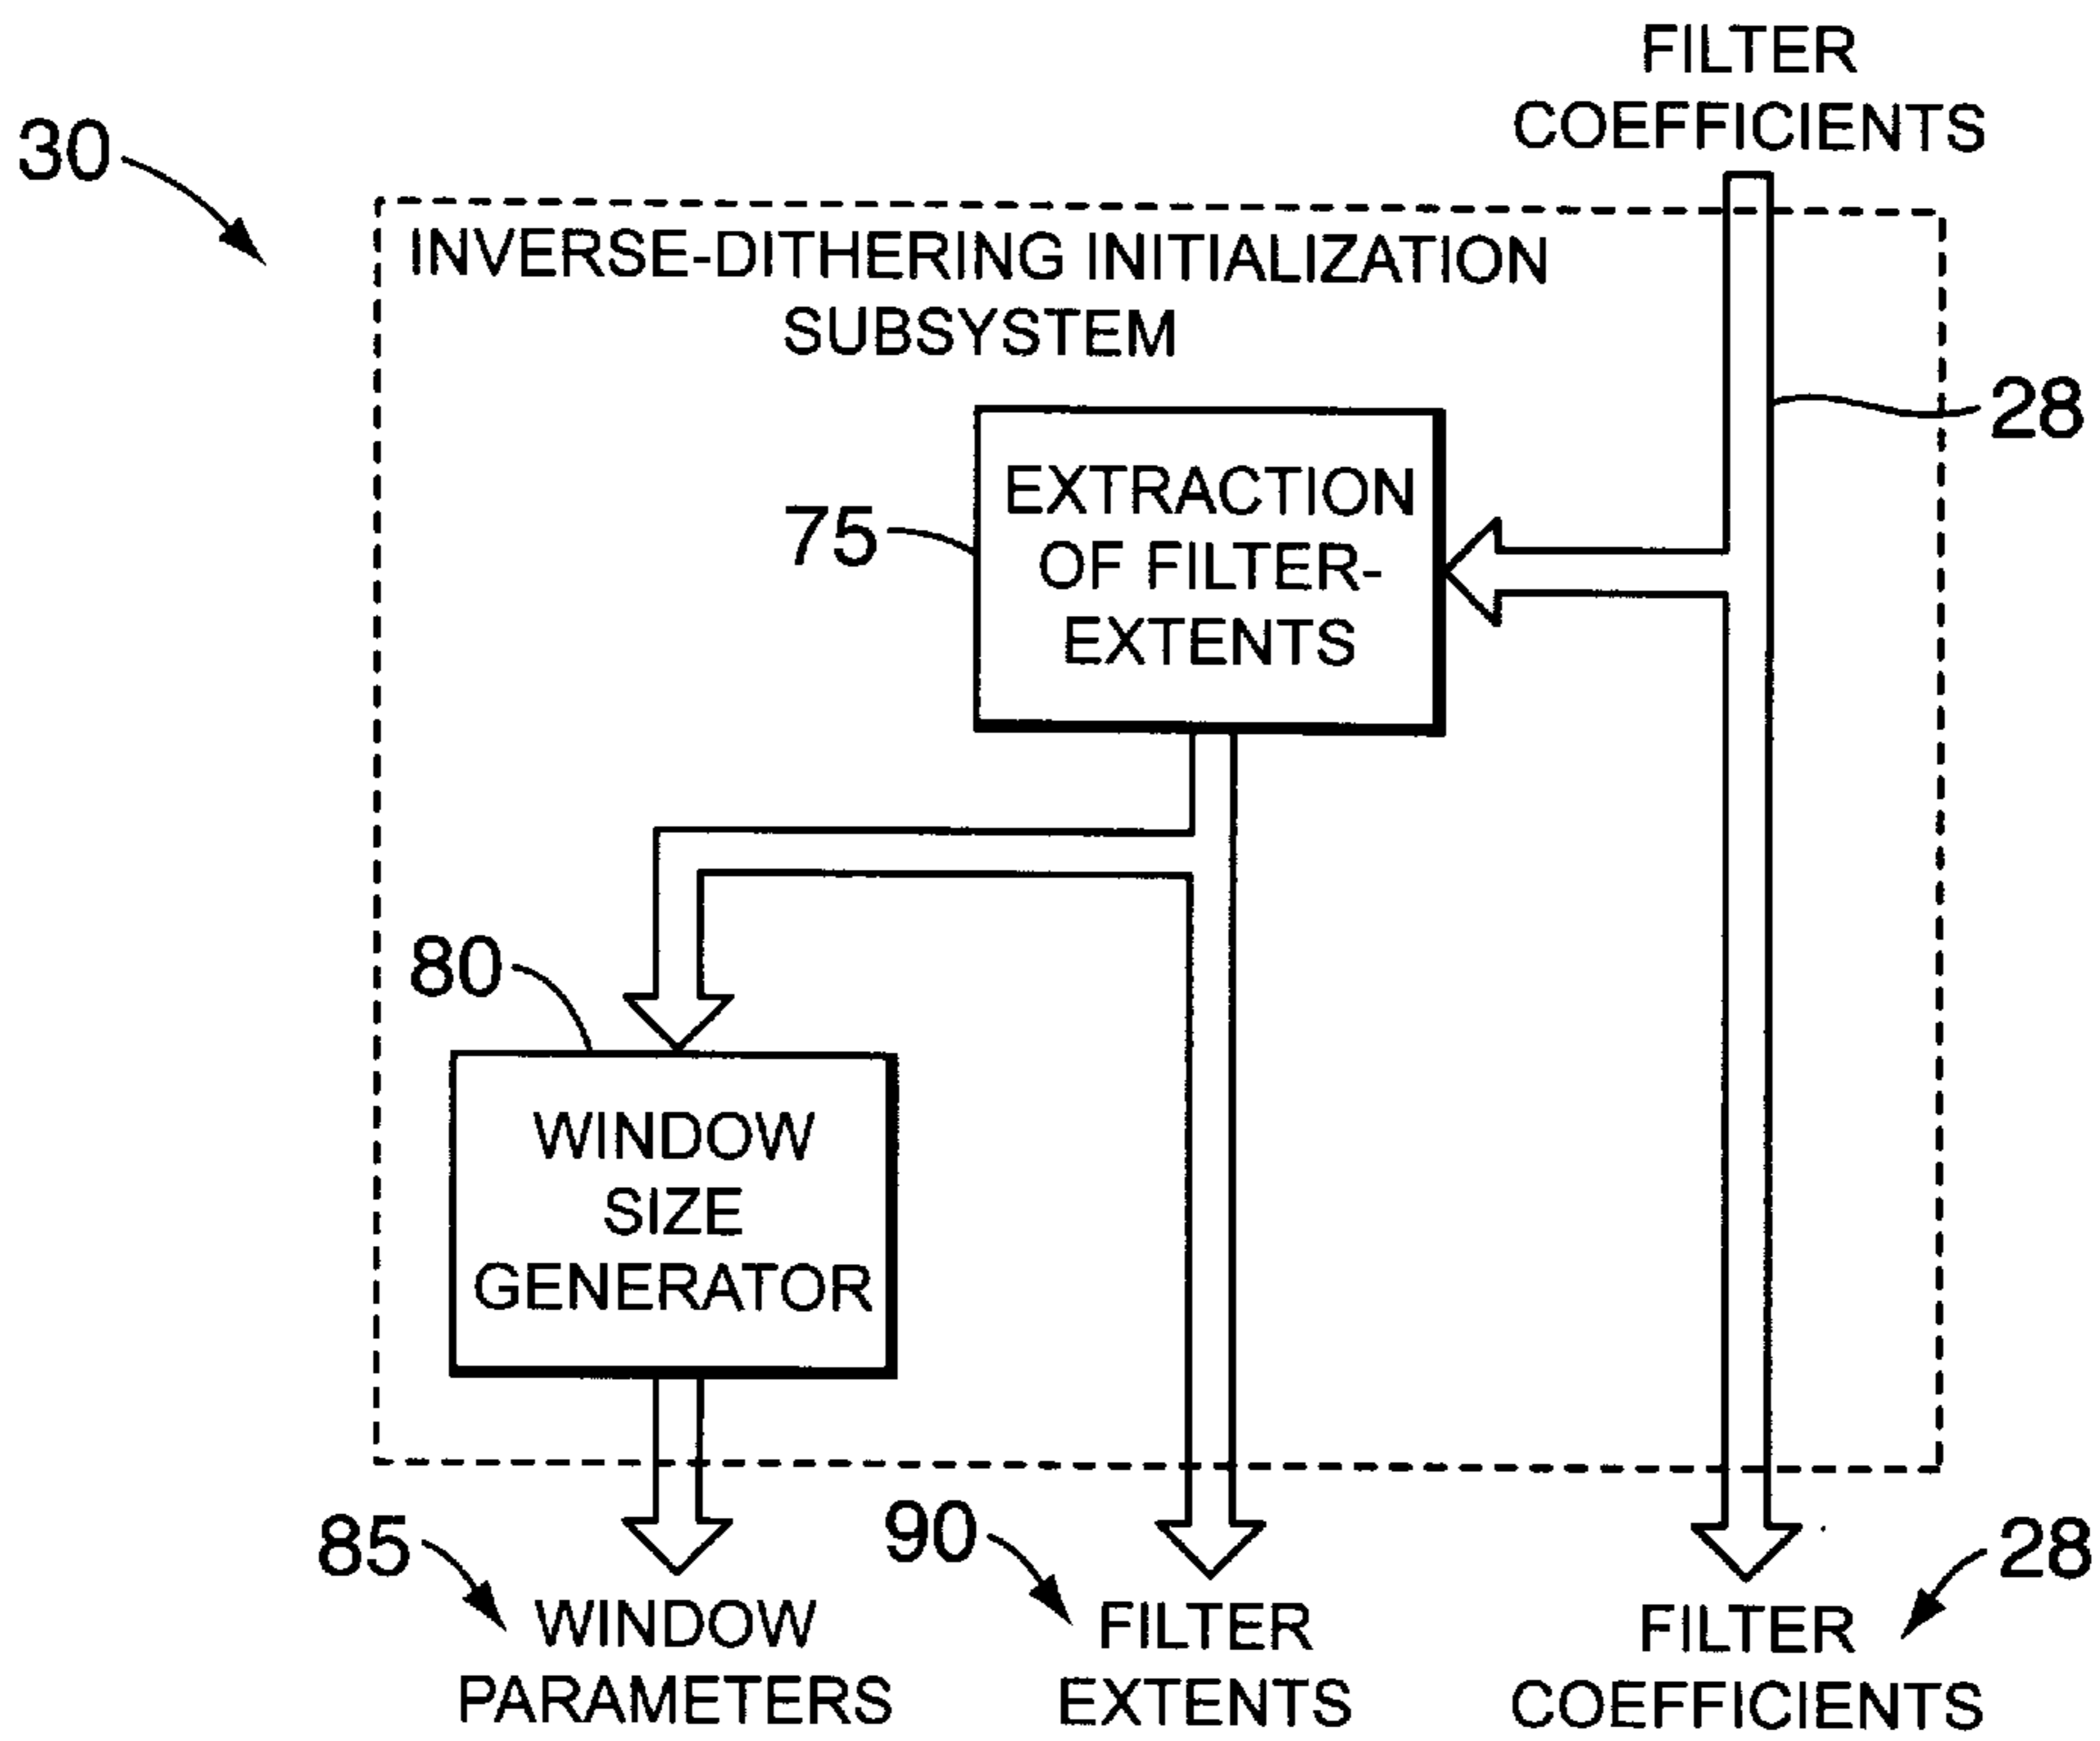 FILTER
COEFFICIENTS
30
INVERSE-DITHERING INITIALIZATION
SUBSYSTEM
28
75
EXTRACTION
OF FILTER-
EXTENTS
80
WINDOW
SIZE
GENERATOR
85
WINDOW
PARAMETERS
90
FILTER
EXTENTS
28
FILTER
COEFFICIENTS